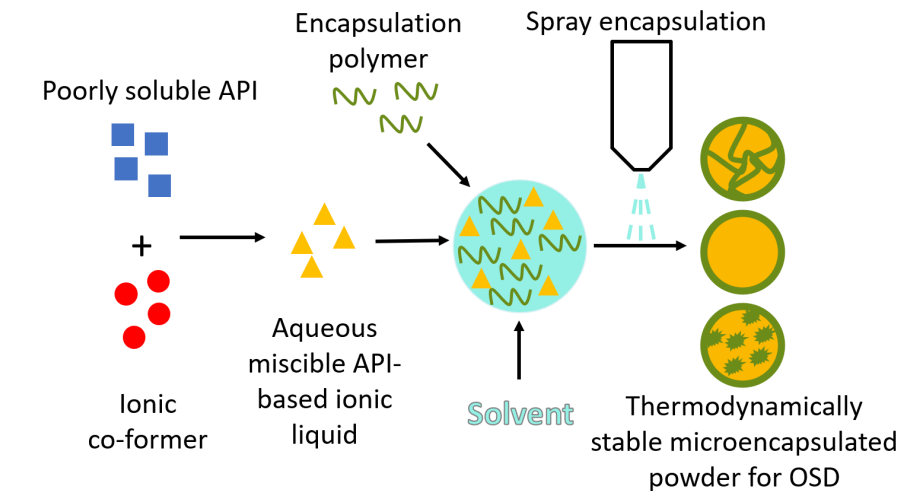 Poorly soluble API
+
Ionic
co-former
Aqueous
miscible API-
based ionic
liquid
Encapsulation
polymer
Solvent
Spray encapsulation
Thermodynamically
stable microencapsulated
powder for OSD